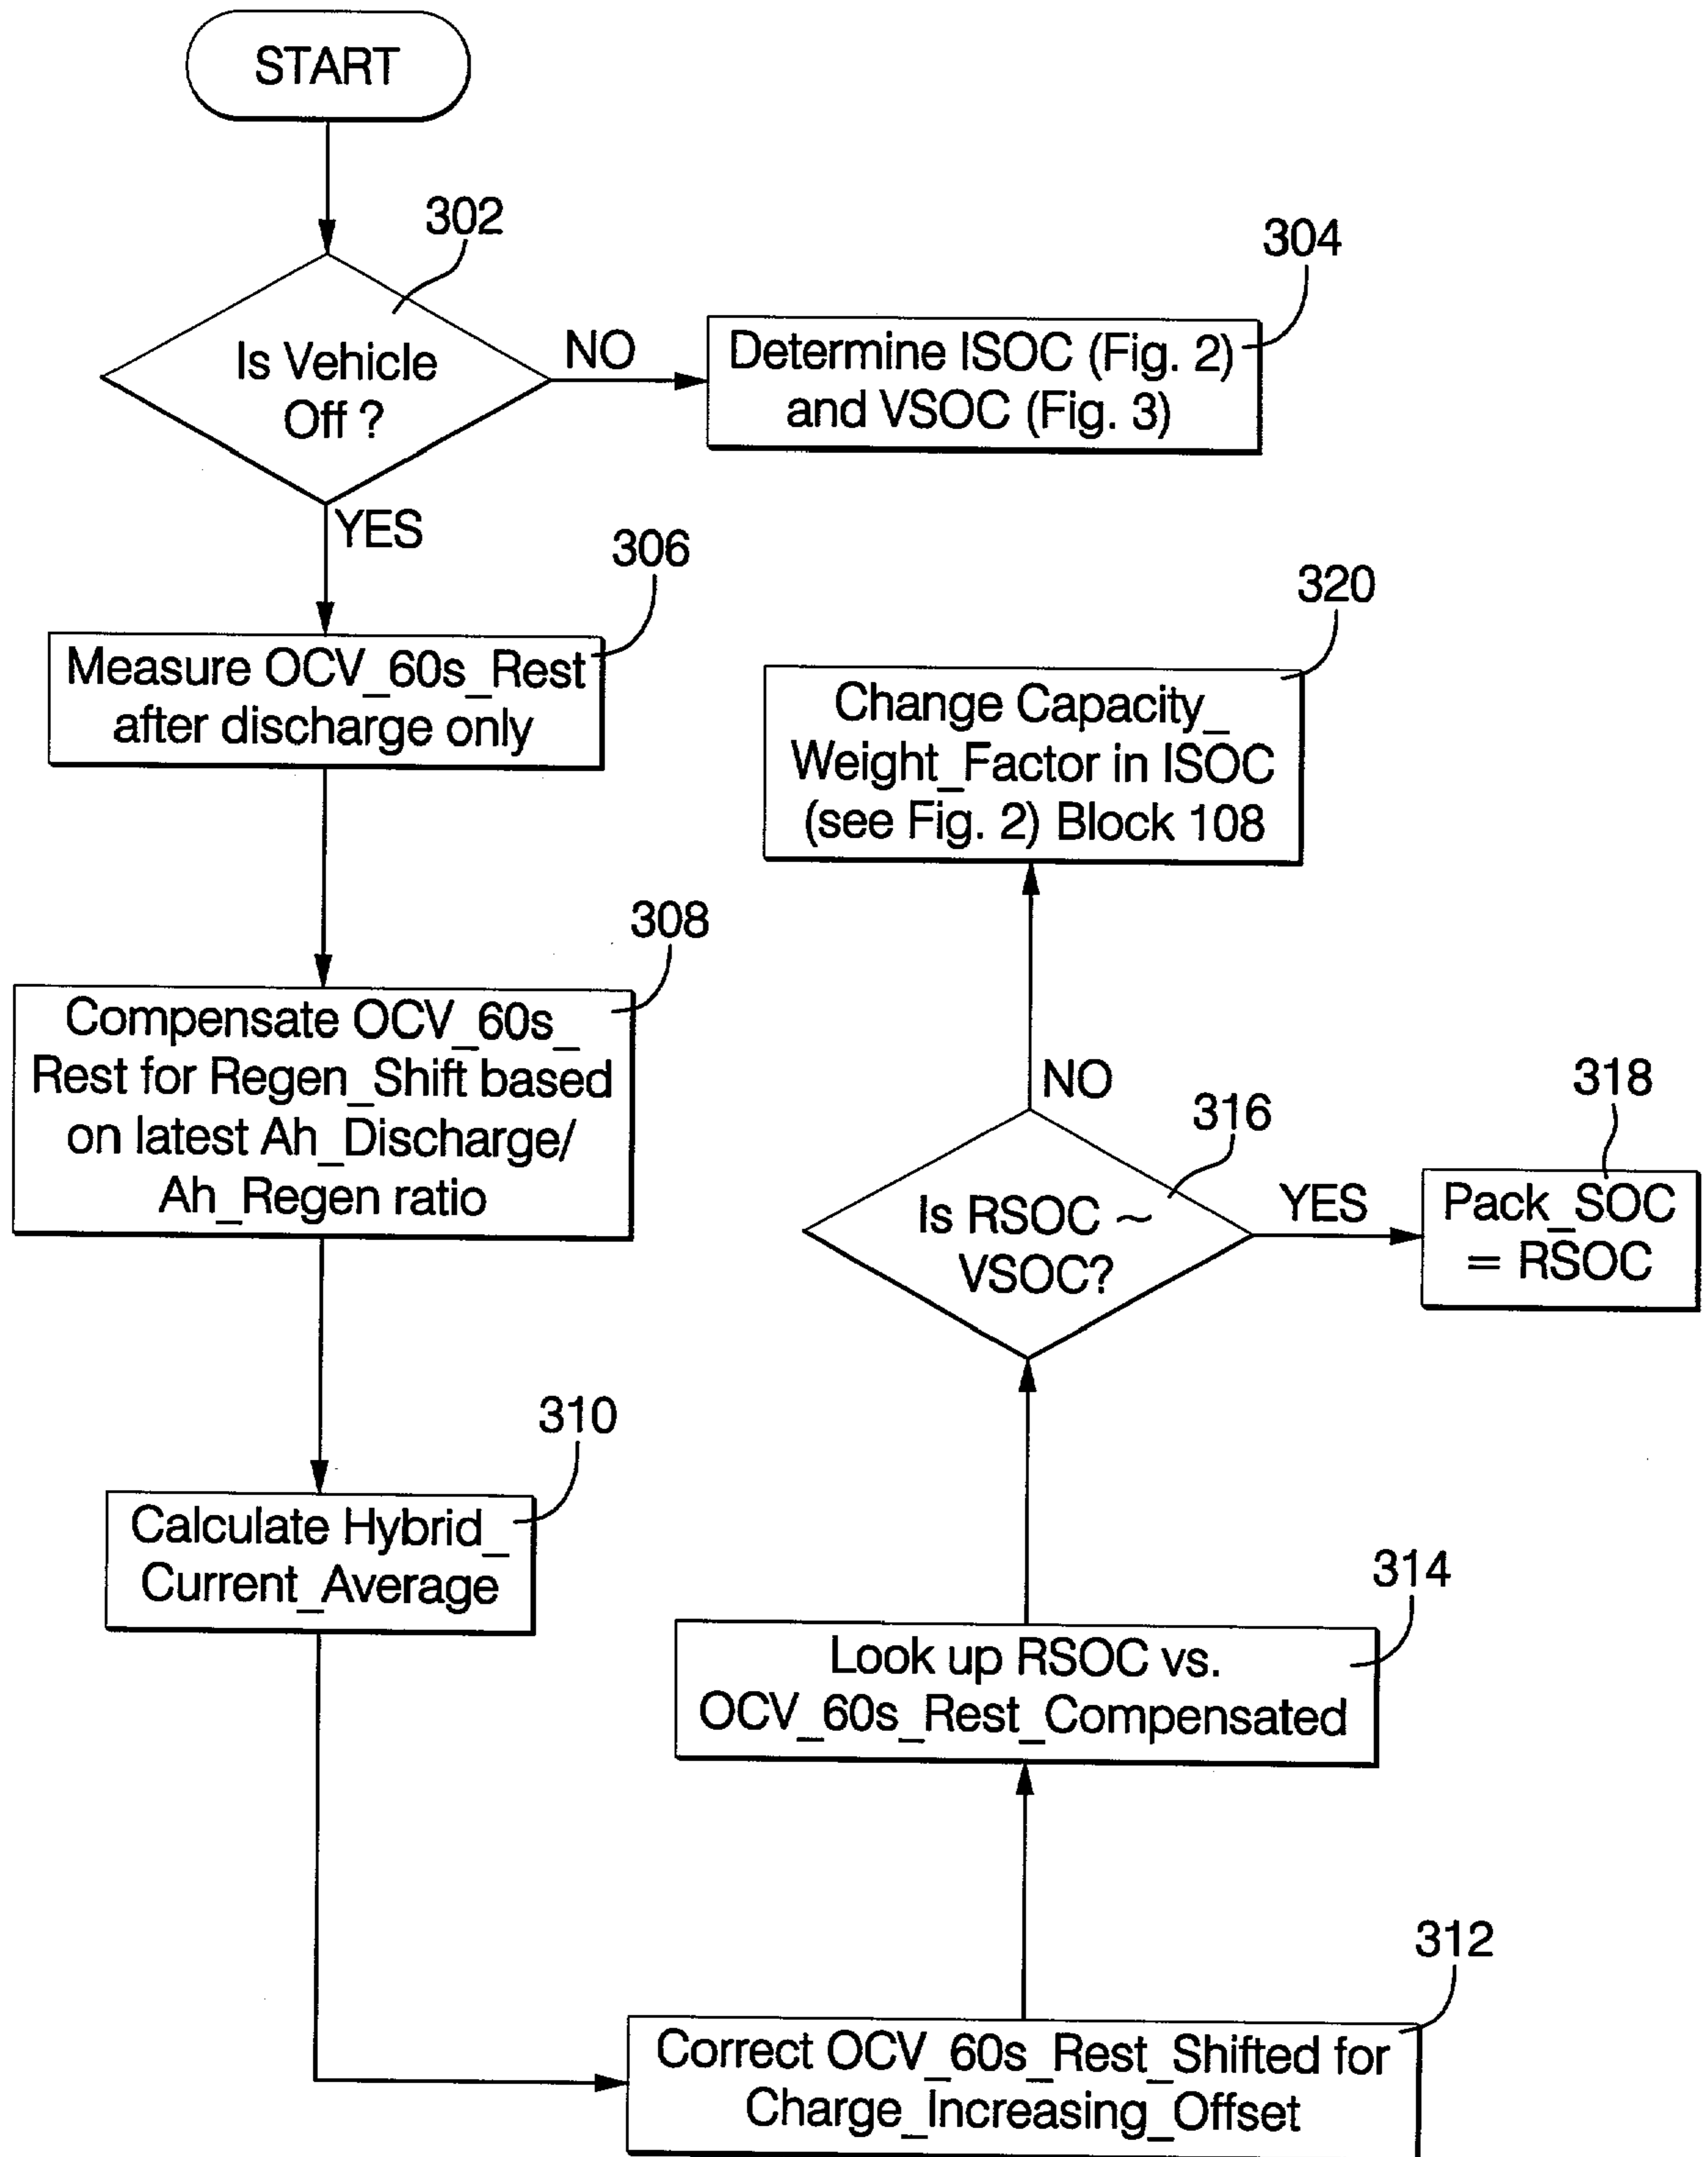 START
302
Is Vehicle
Off ?
NO
304
Determine ISOC (Fig. 2)
and VSOC (Fig. 3)
YES
306
Measure OCV_60s_Rest
after discharge only
308
Compensate OCV_60s_
Rest for Regen_Shift based
on latest Ah_Discharge/
Ah_Regen ratio
310
Calculate Hybrid_
Current_Average
312
Correct OCV_60s_Rest_Shifted for
Charge_Increasing_Offset
314
Look up RSOC vs.
OCV_60s_Rest_Compensated
316
Is RSOC ~
VSOC?
YES
318
Pack_SOC
= RSOC
NO
320
Change Capacity_
Weight_Factor in ISOC
(see Fig. 2) Block 108